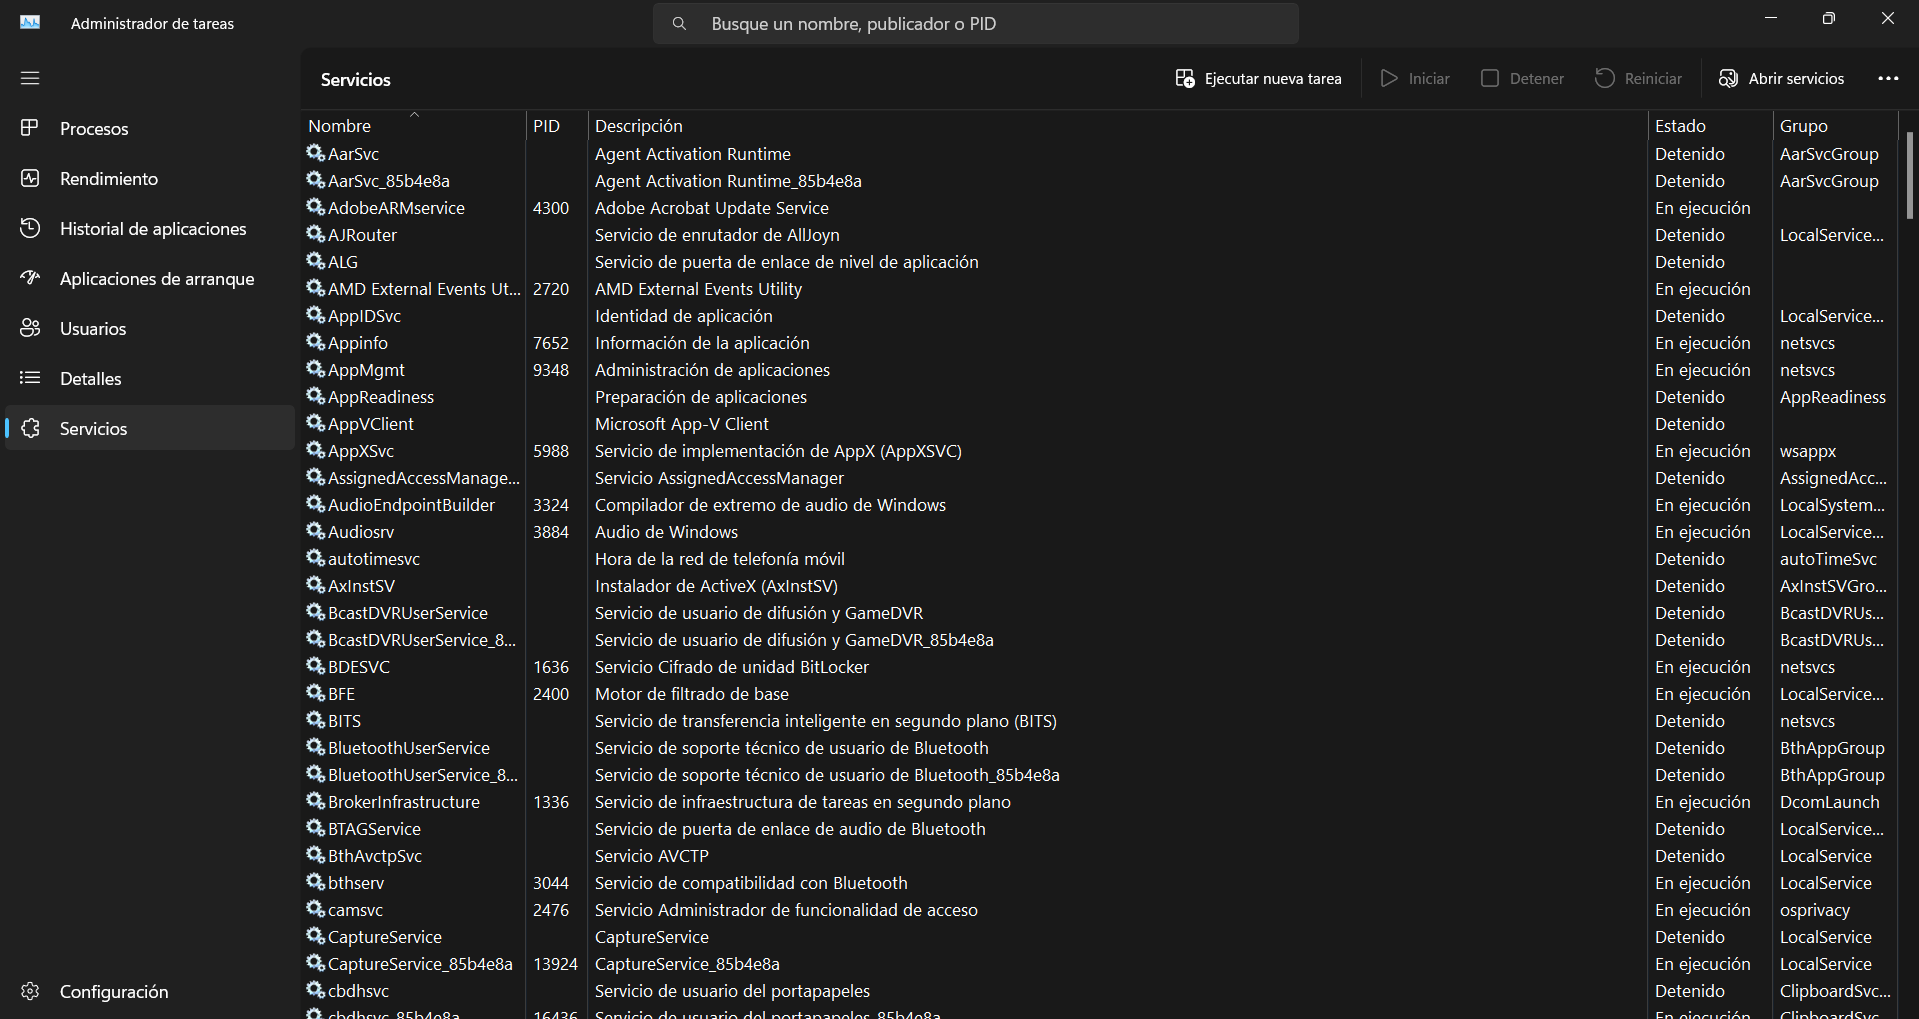 Administrador de tareas
Busque un nombre, publicador o PID
Servicios
Ejecutar nueva tarea
Iniciar
Detener
Reiniciar
Abrir servicios
Procesos
Rendimiento
Historial de aplicaciones
Aplicaciones de arranque
Usuarios
Detalles
Servicios
Configuración
Nombre PID Descripción Estado Grupo
AarSvc Agent Activation Runtime Detenido AarSvcGroup
AarSvc_85b4e8a Agent Activation Runtime_85b4e8a Detenido AarSvcGroup
AdobeARMservice 4300 Adobe Acrobat Update Service En ejecución
AJRouter Servicio de enrutador de AllJoyn Detenido LocalService...
ALG Servicio de puerta de enlace de nivel de aplicación Detenido
AMD External Events Ut... 2720 AMD External Events Utility En ejecución
AppIDSvc Identidad de aplicación Detenido LocalService...
Appinfo 7652 Información de la aplicación En ejecución netsvcs
AppMgmt 9348 Administración de aplicaciones En ejecución netsvcs
AppReadiness Preparación de aplicaciones Detenido AppReadiness
AppVClient Microsoft App-V Client Detenido
AppXSvc 5988 Servicio de implementación de AppX (AppXSVC) En ejecución wsappx
AssignedAccessManage... Servicio AssignedAccessManager Detenido AssignedAcc...
AudioEndpointBuilder 3324 Compilador de extremo de audio de Windows En ejecución LocalSystem...
Audiosrv 3884 Audio de Windows En ejecución LocalService...
autotimesvc Hora de la red de telefonía móvil Detenido autoTimeSvc
AxInstSV Instalador de ActiveX (AxInstSV) Detenido AxInstSVGro...
BcastDVRUserService Servicio de usuario de difusión y GameDVR Detenido BcastDVRUs...
BcastDVRUserService_8... Servicio de usuario de difusión y GameDVR_85b4e8a Detenido BcastDVRUs...
BDESVC 1636 Servicio Cifrado de unidad BitLocker En ejecución netsvcs
BFE 2400 Motor de filtrado de base En ejecución LocalService...
BITS Servicio de transferencia inteligente en segundo plano (BITS) Detenido netsvcs
BluetoothUserService Servicio de soporte técnico de usuario de Bluetooth Detenido BthAppGroup
BluetoothUserService_8... Servicio de soporte técnico de usuario de Bluetooth_85b4e8a Detenido BthAppGroup
BrokerInfrastructure 1336 Servicio de infraestructura de tareas en segundo plano En ejecución DcomLaunch
BTAGService Servicio de puerta de enlace de audio de Bluetooth Detenido LocalService...
BthAvctpSvc Servicio AVCTP Detenido LocalService
bthserv 3044 Servicio de compatibilidad con Bluetooth En ejecución LocalService
camsvc 2476 Servicio Administrador de funcionalidad de acceso En ejecución osprivacy
CaptureService CaptureService Detenido LocalService
CaptureService_85b4e8a 13924 CaptureService_85b4e8a En ejecución LocalService
cbdhsvc Servicio de usuario del portapapeles Detenido ClipboardSvc...
cbdhsvc_85b4e8a 16436 Servicio de usuario del portapapeles_85b4e8a En ejecución ClipboardSvc...